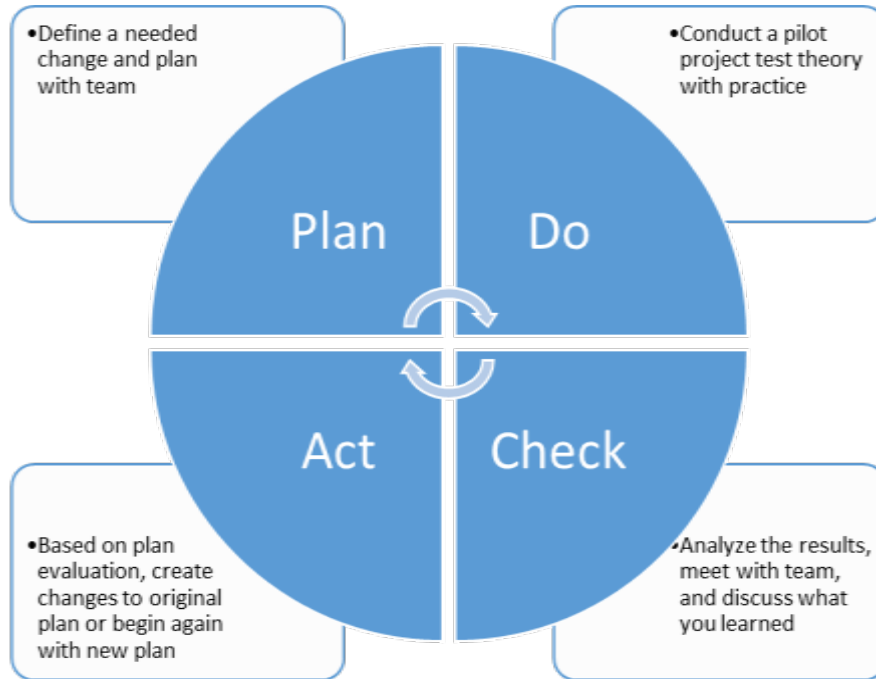 •Define a needed
change and plan
with team
•Conduct a pilot
project test theory
with practice
Plan
Do
Act
Check
•Based on plan
evaluation, create
changes to original
plan or begin again
with new plan
•Analyze the results,
meet with team,
and discuss what
you learned